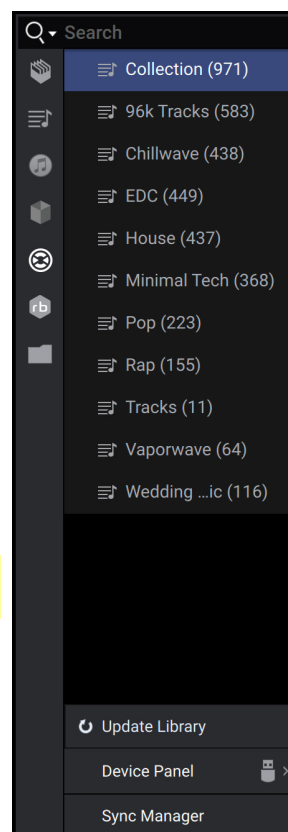 Search
Collection (971)
96k Tracks (583)
Chillwave (438)
EDC (449)
House (437)
Minimal Tech (368)
Pop (223)
Rap (155)
Tracks (11)
Vaporwave (64)
Wedding ...ic (116)
rb
Update Library
Device Panel
Sync Manager